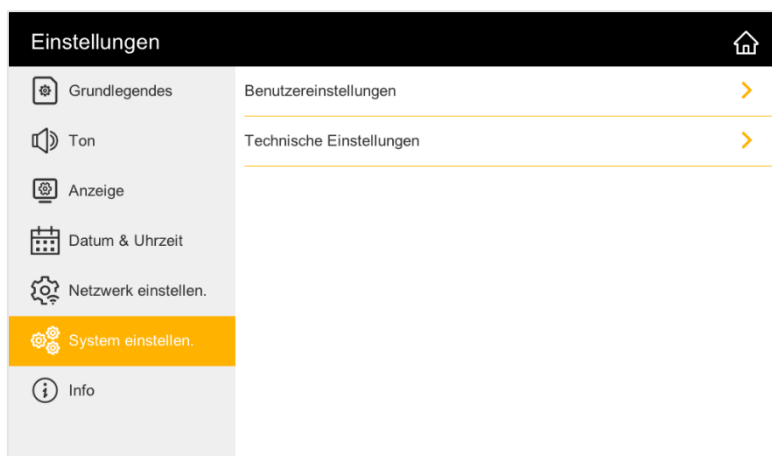 Einstellungen
Grundlegendes
Ton
Anzeige
Datum & Uhrzeit
Netzwerk einstellen.
System einstellen.
Info
Benutzereinstellungen
Technische Einstellungen